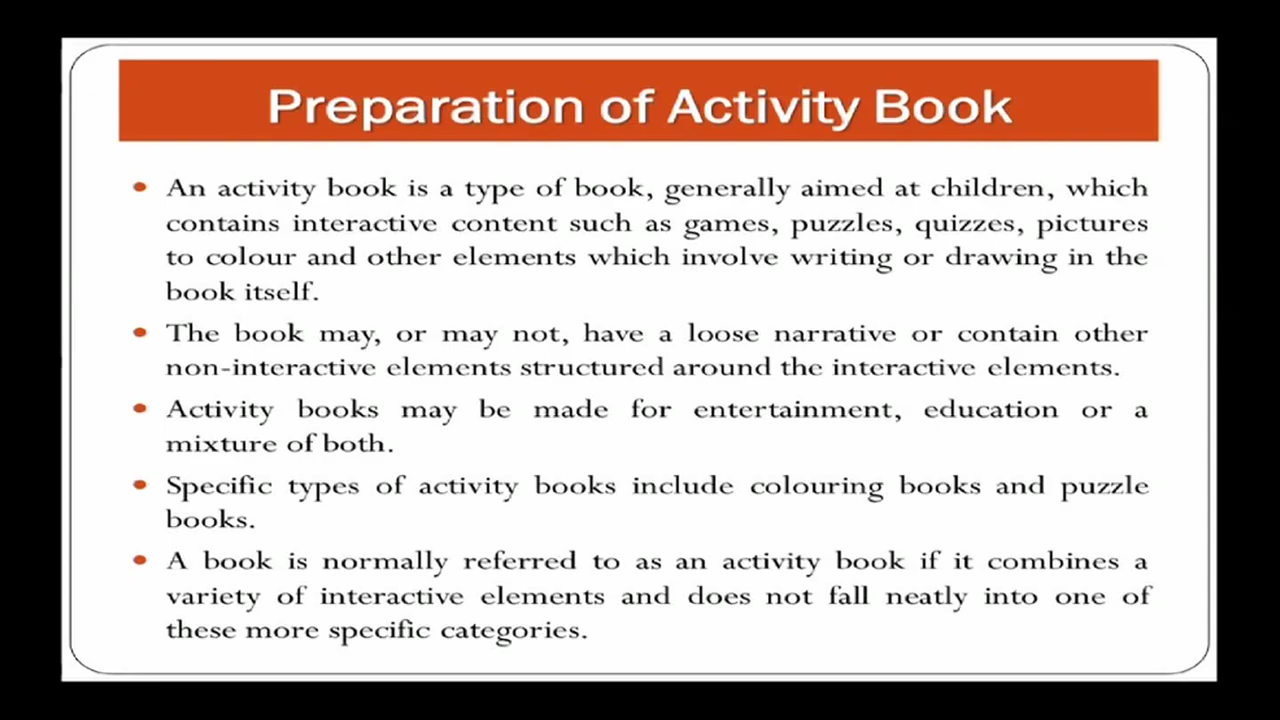 Preparation of Activity Book
• An activity book is a type of book, generally aimed at children, which
contains interactive content such as games, puzzles, quizzes, pictures
to colour and other elements which involve writing or drawing in the
book itself.
• The book may, or may not, have a loose narrative or contain other
non-interactive elements structured around the interactive elements.
• Activity books may be made for entertainment, education or a
mixture of both.
• Specific types of activity books include colouring books and puzzle
books.
• A book is normally referred to as an activity book if it combines a
variety of interactive elements and does not fall neatly into one of
these more specific categories.